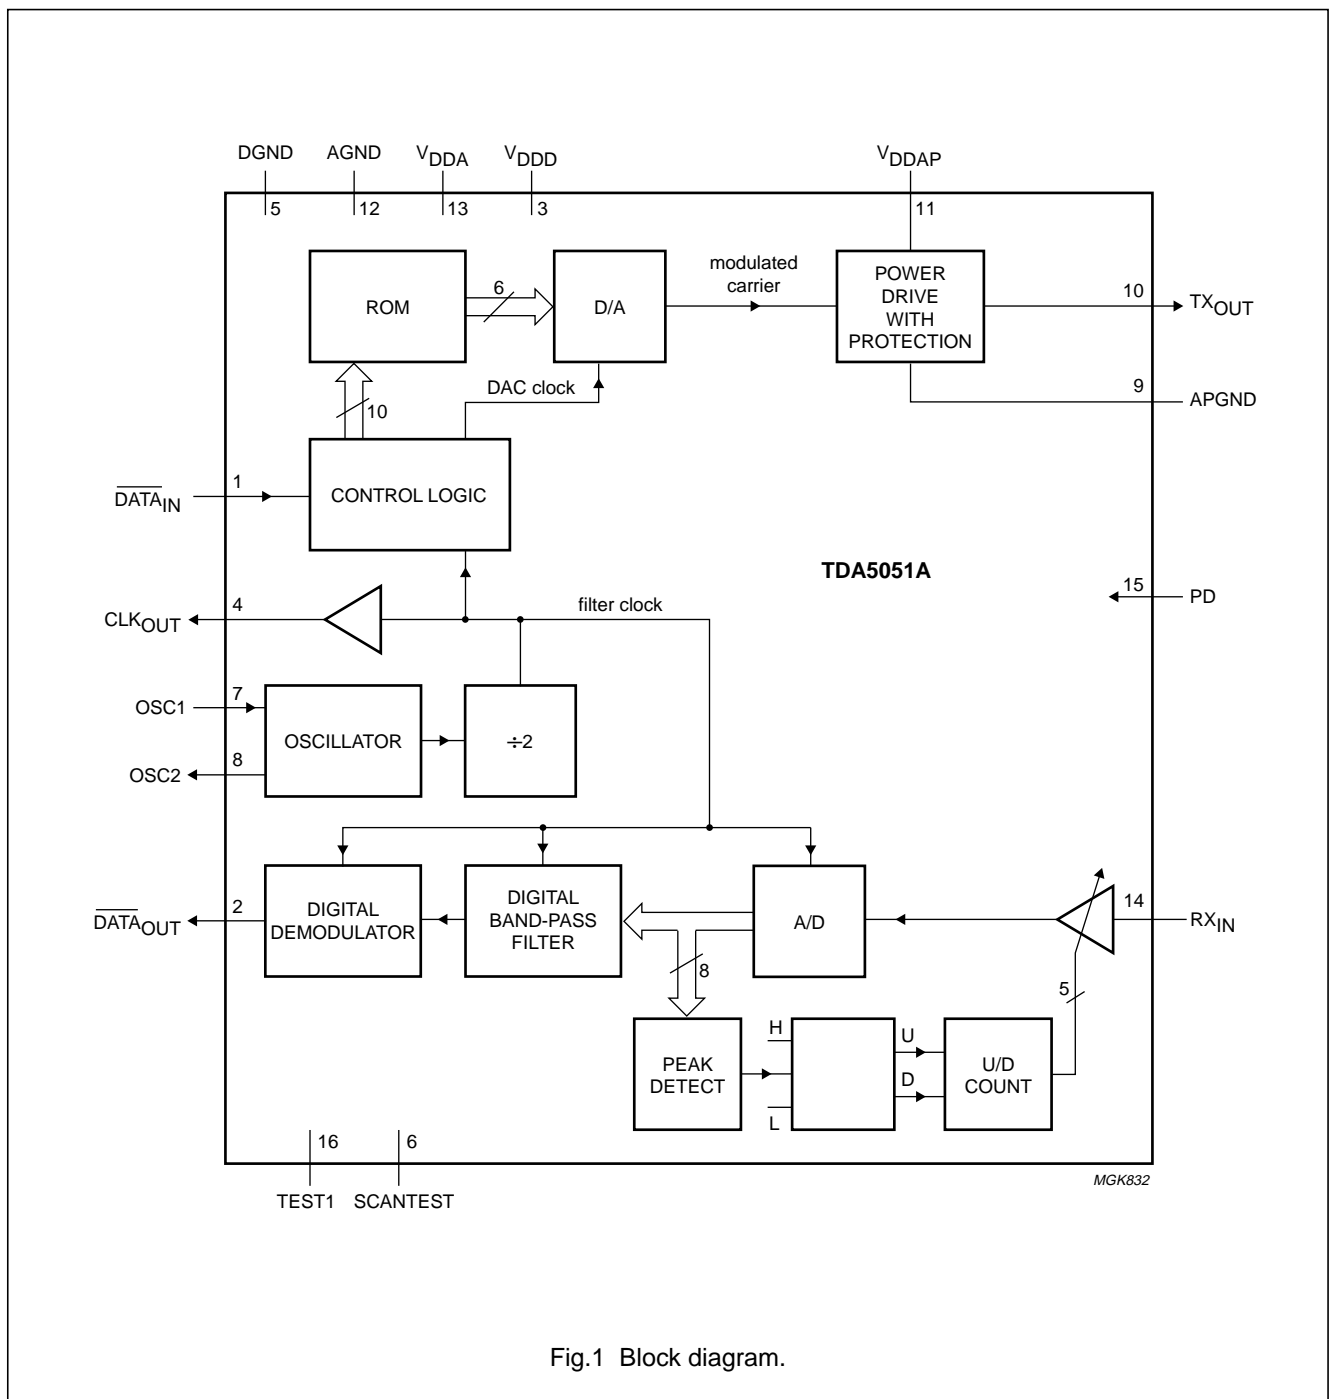 DGND AGND VDDA VDDD VDDAP
5 12 13 3 11
ROM
6
D/A
modulated
carrier
POWER
DRIVE
WITH
PROTECTION
10
TXOUT
DAC clock
10
9
APGND
1
DATAIN
CONTROL LOGIC
TDA5051A
15
PD
4
CLKOUT
filter clock
7
OSC1
OSCILLATOR
÷2
8
OSC2
2
DATAOUT
DIGITAL
DEMODULATOR
DIGITAL
BAND-PASS
FILTER
A/D
14
RXIN
8
5
PEAK
DETECT
H
L
U
D
U/D
COUNT
16 6
TEST1 SCANTEST
MGK832
Fig.1 Block diagram.